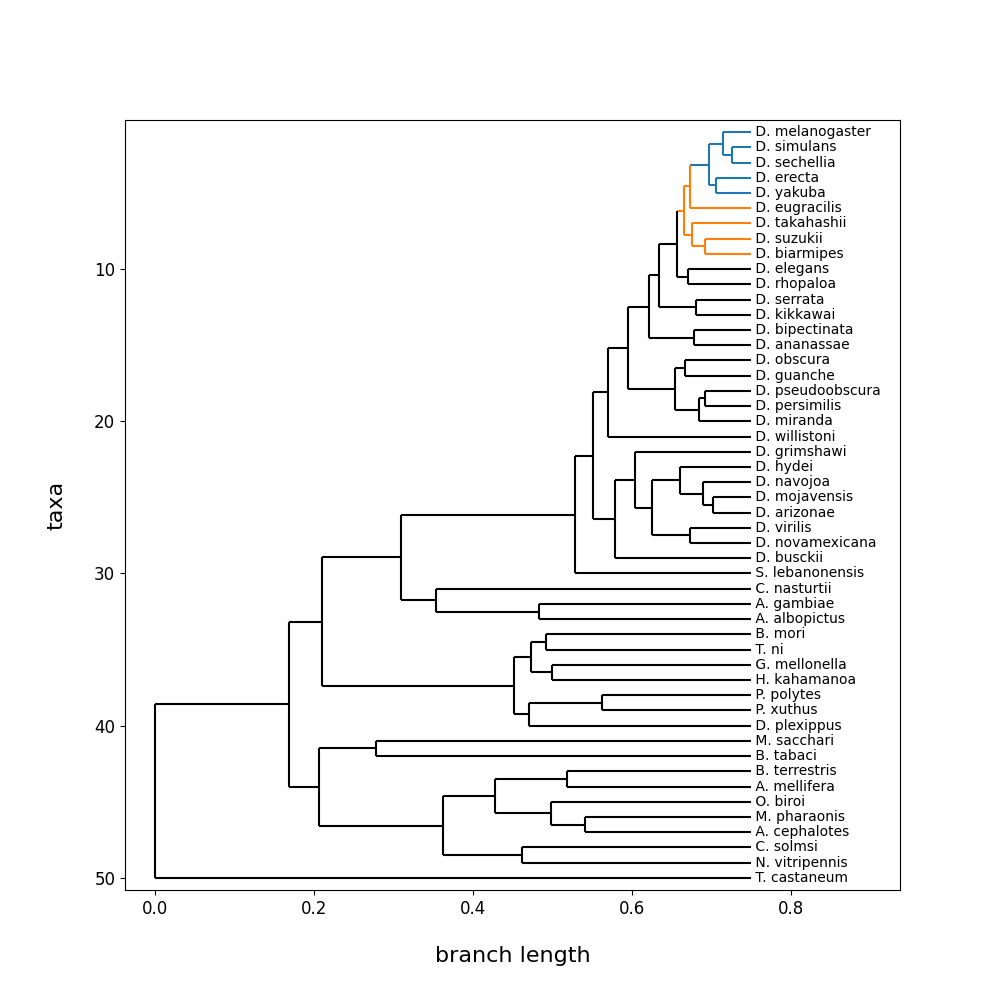 D. melanogaster
D. simulans
D. sechellia
D. erecta
D. yakuba
D. eugracilis
D. takahashii
D. suzukii
D. biarmipes
10
D. elegans
D. rhopaloa
D. serrata
D. kikkawai
D. bipectinata
D. ananassae
D. obscura
D. guanche
D. pseudoobscura
D. persimilis
20
D. miranda
D. willistoni
D. grimshawi
D. hydei
D. navojoa
D. mojavensis
D. arizonae
D. virilis
D. novamexicana
D. busckii
30
S. lebanonensis
C. nasturtii
A. gambiae
A. albopictus
B. mori
T. ni
G. mellonella
H. kahamanoa
P. polytes
P. xuthus
40
D. plexippus
M. sacchari
B. tabaci
B. terrestris
A. mellifera
O. biroi
M. pharaonis
A. cephalotes
C. solmsi
N. vitripennis
50
T. castaneum
taxa
0.0 0.2 0.4 0.6 0.8
branch length